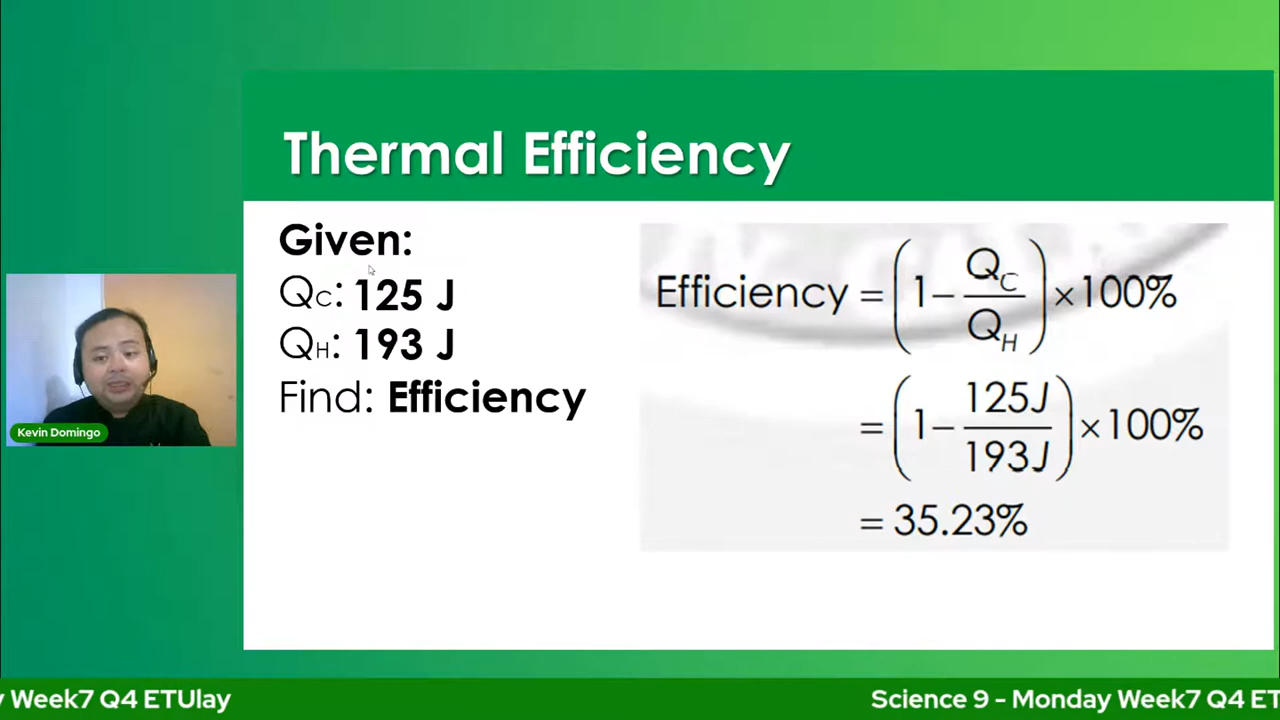 Thermal Efficiency
Given:
QC: 125 J
QH: 193 J
Find: Efficiency
Efficiency = (1 − QC/QH) × 100%
= (1 − 125J/193J) × 100%
= 35.23%
Kevin Domingo
y Week7 Q4 ETUlay
Science 9 - Monday Week7 Q4 ET